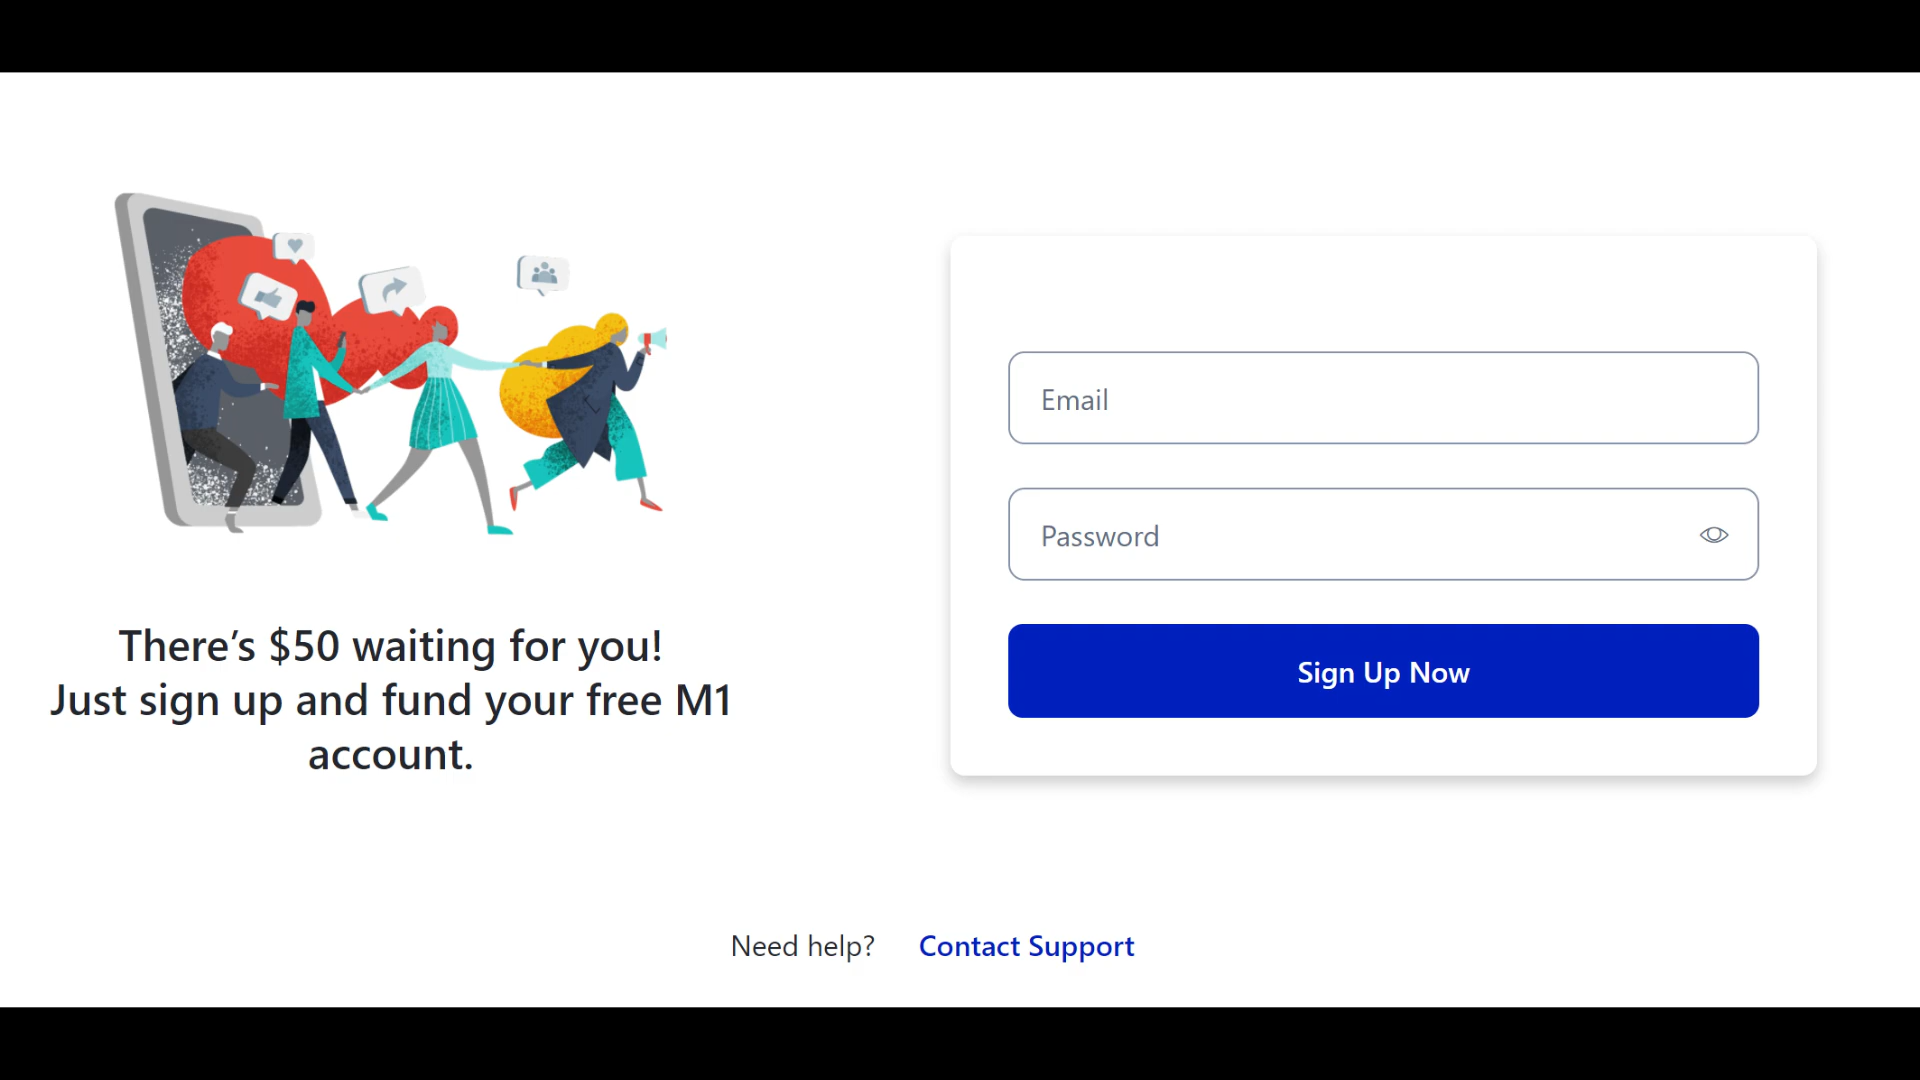 There’s $50 waiting for you!
Just sign up and fund your free M1
account.
Email
Password
Sign Up Now
Need help? Contact Support